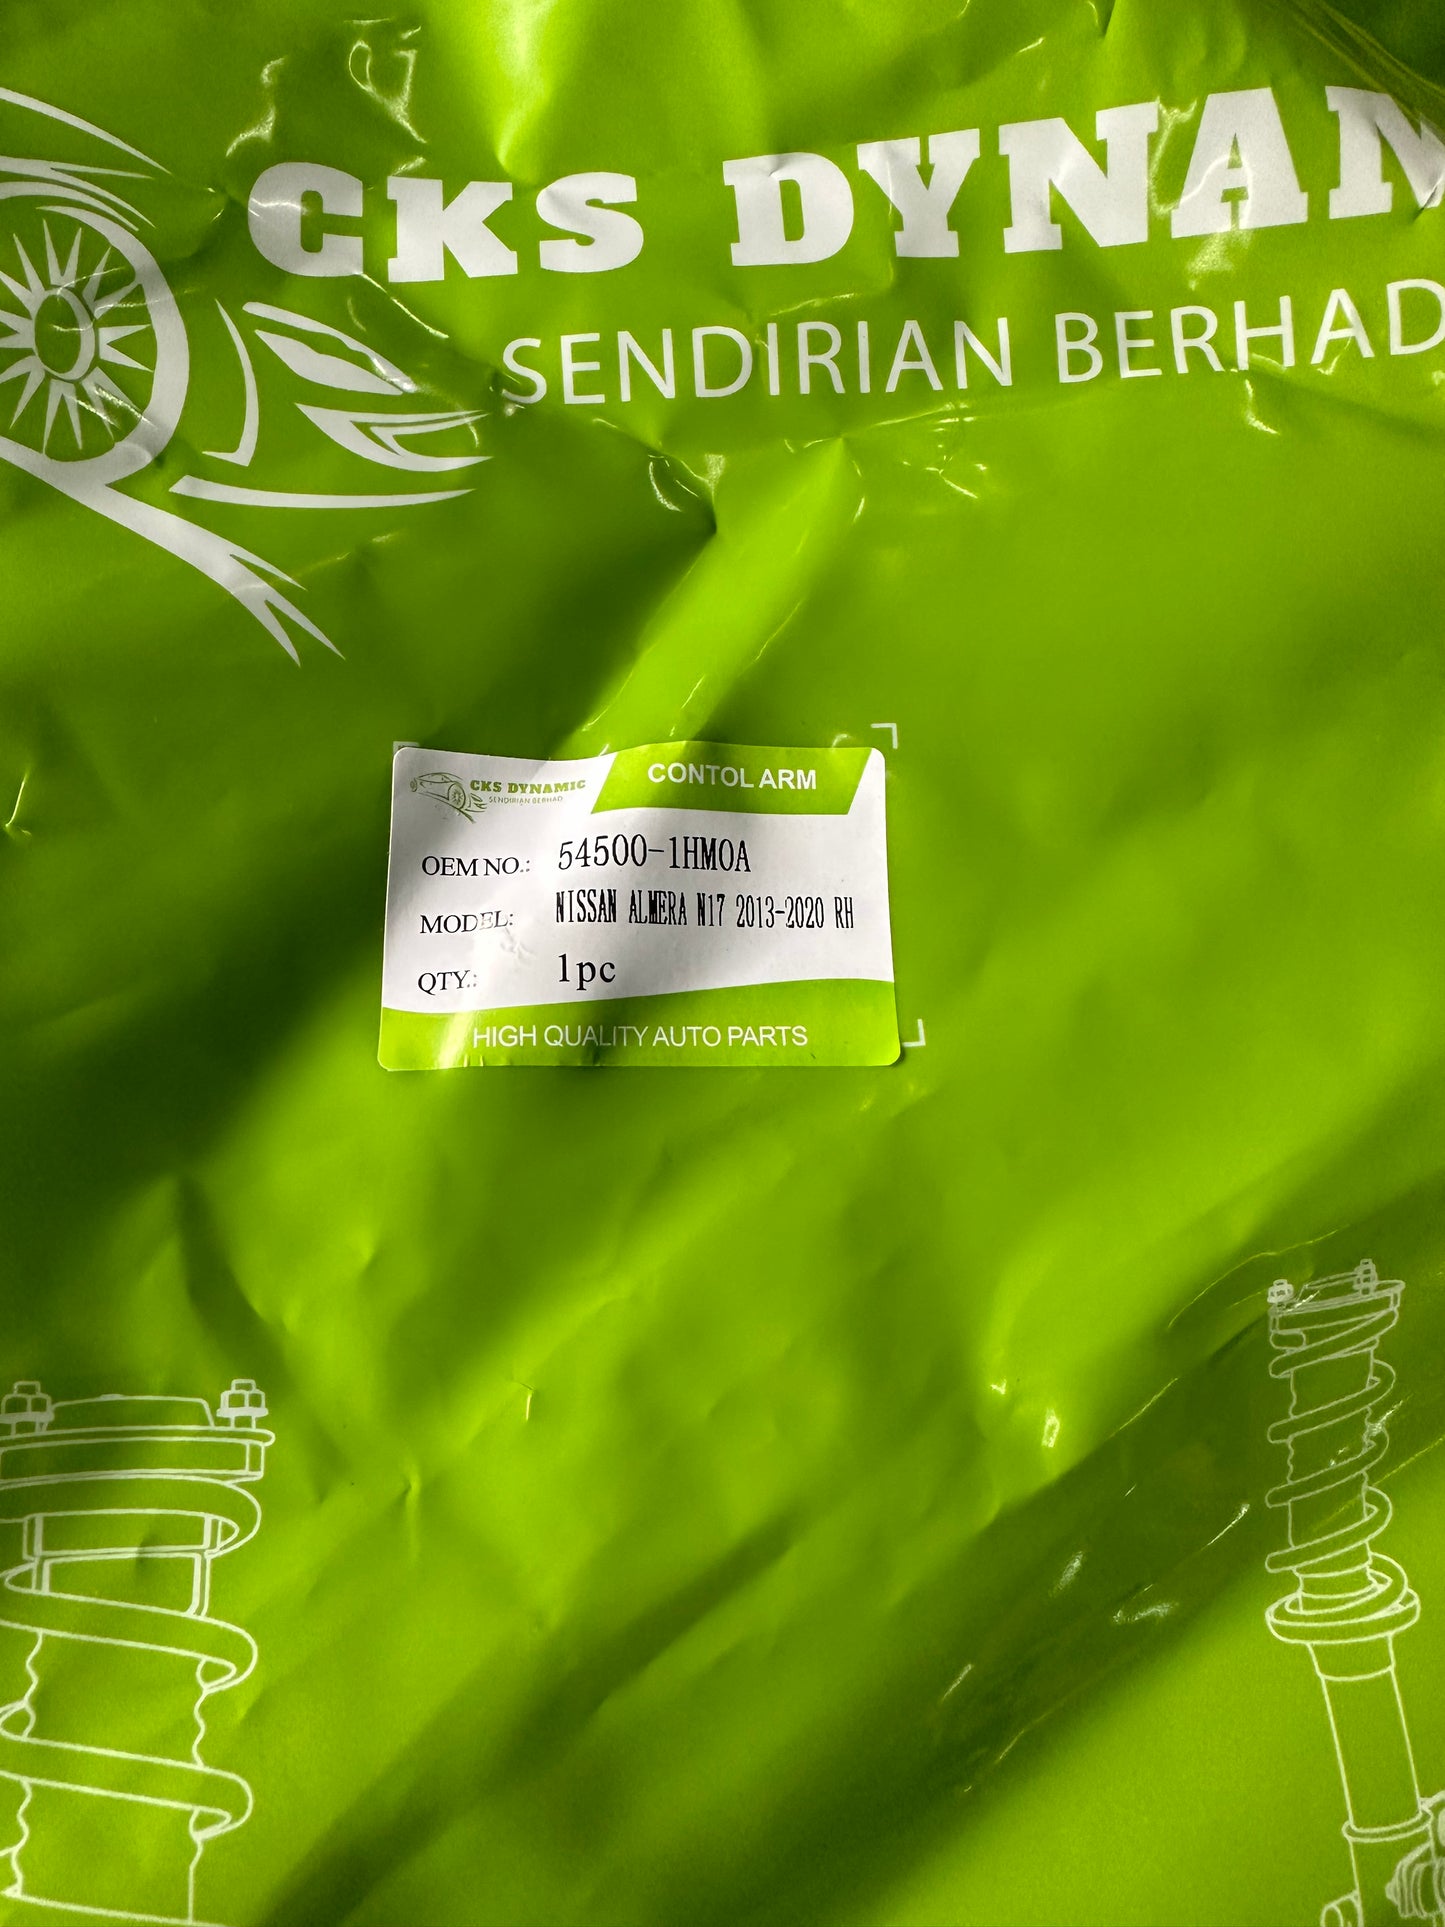 CKS DYNAM
SENDIRIAN BERHAD
CKS DYNAMIC
SENDIRIAN BERHAD
CONTOL ARM
OEM NO.: 54500-1HM0A
MODEL: NISSAN ALMERA N17 2013-2020 RH
QTY.: 1pc
HIGH QUALITY AUTO PARTS